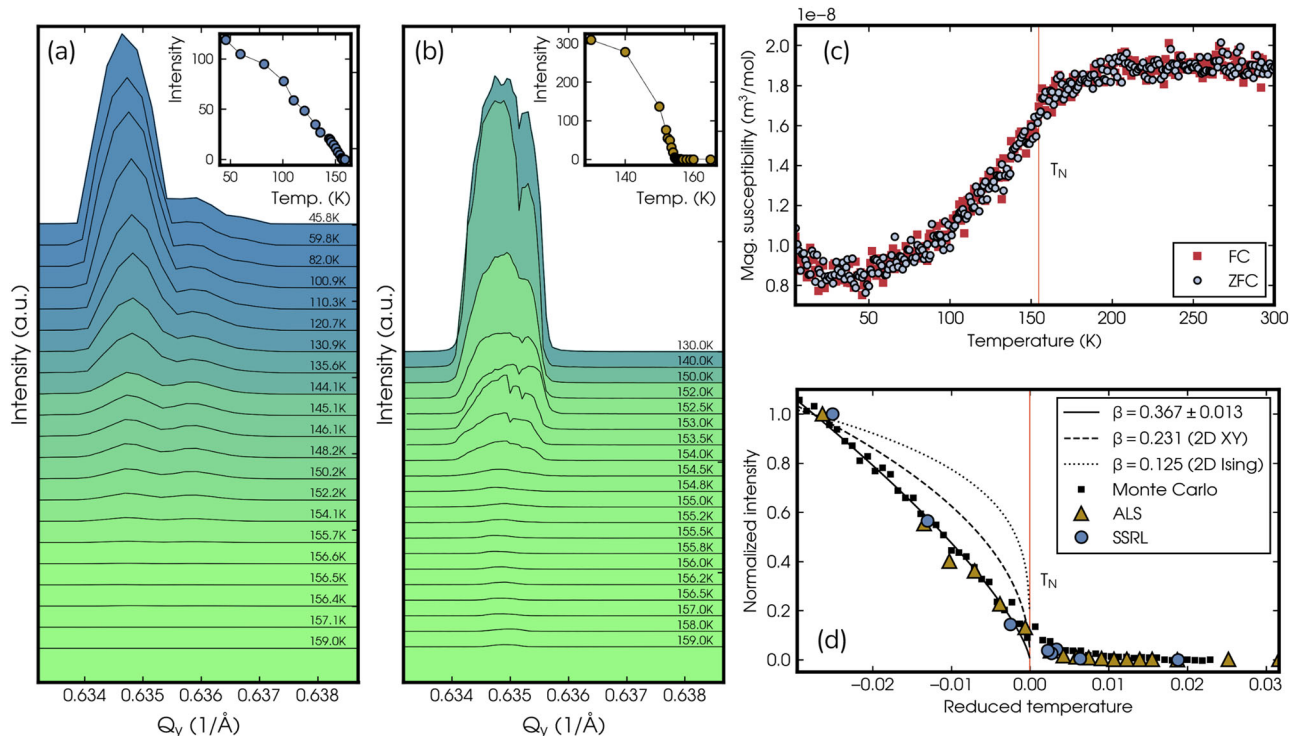 (a)
Intensity
100
50
0
50
100
150
Temp. (K)
45.8K
59.8K
82.0K
100.9K
110.3K
120.7K
130.9K
135.6K
144.1K
145.1K
146.1K
148.2K
150.2K
152.2K
154.1K
155.7K
156.6K
156.5K
156.4K
157.1K
159.0K
Intensity (a.u.)
0.634
0.635
0.636
0.637
0.638
Qy (1/Å)
(b)
Intensity
300
200
100
0
140
160
Temp. (K)
130.0K
140.0K
150.0K
152.0K
152.5K
153.0K
153.5K
154.0K
154.5K
154.8K
155.0K
155.2K
155.5K
155.8K
156.0K
156.2K
156.5K
157.0K
158.0K
159.0K
Intensity (a.u.)
0.634
0.635
0.636
0.637
0.638
Qy (1/Å)
1e−8
(c)
2.0
1.8
1.6
1.4
1.2
1.0
0.8
Mag. susceptibility (m³/mol)
TN
FC
ZFC
50
100
150
200
250
300
Temperature (K)
1.0
0.8
0.6
0.4
0.2
0.0
Normalized intensity
β = 0.367 ± 0.013
β = 0.231 (2D XY)
β = 0.125 (2D Ising)
Monte Carlo
ALS
SSRL
TN
(d)
−0.02
−0.01
0.00
0.01
0.02
0.03
Reduced temperature